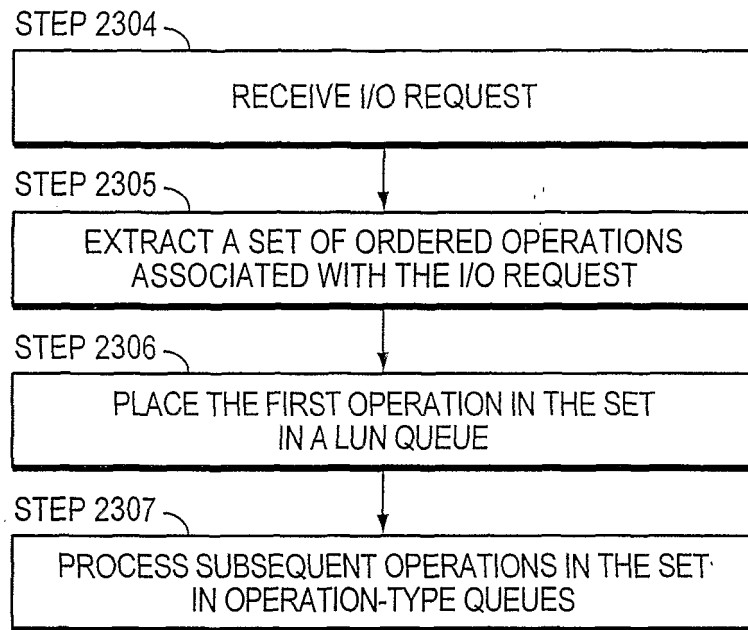 STEP 2304
RECEIVE I/O REQUEST
STEP 2305
EXTRACT A SET OF ORDERED OPERATIONS
ASSOCIATED WITH THE I/O REQUEST
STEP 2306
PLACE THE FIRST OPERATION IN THE SET
IN A LUN QUEUE
STEP 2307
PROCESS SUBSEQUENT OPERATIONS IN THE SET
IN OPERATION-TYPE QUEUES